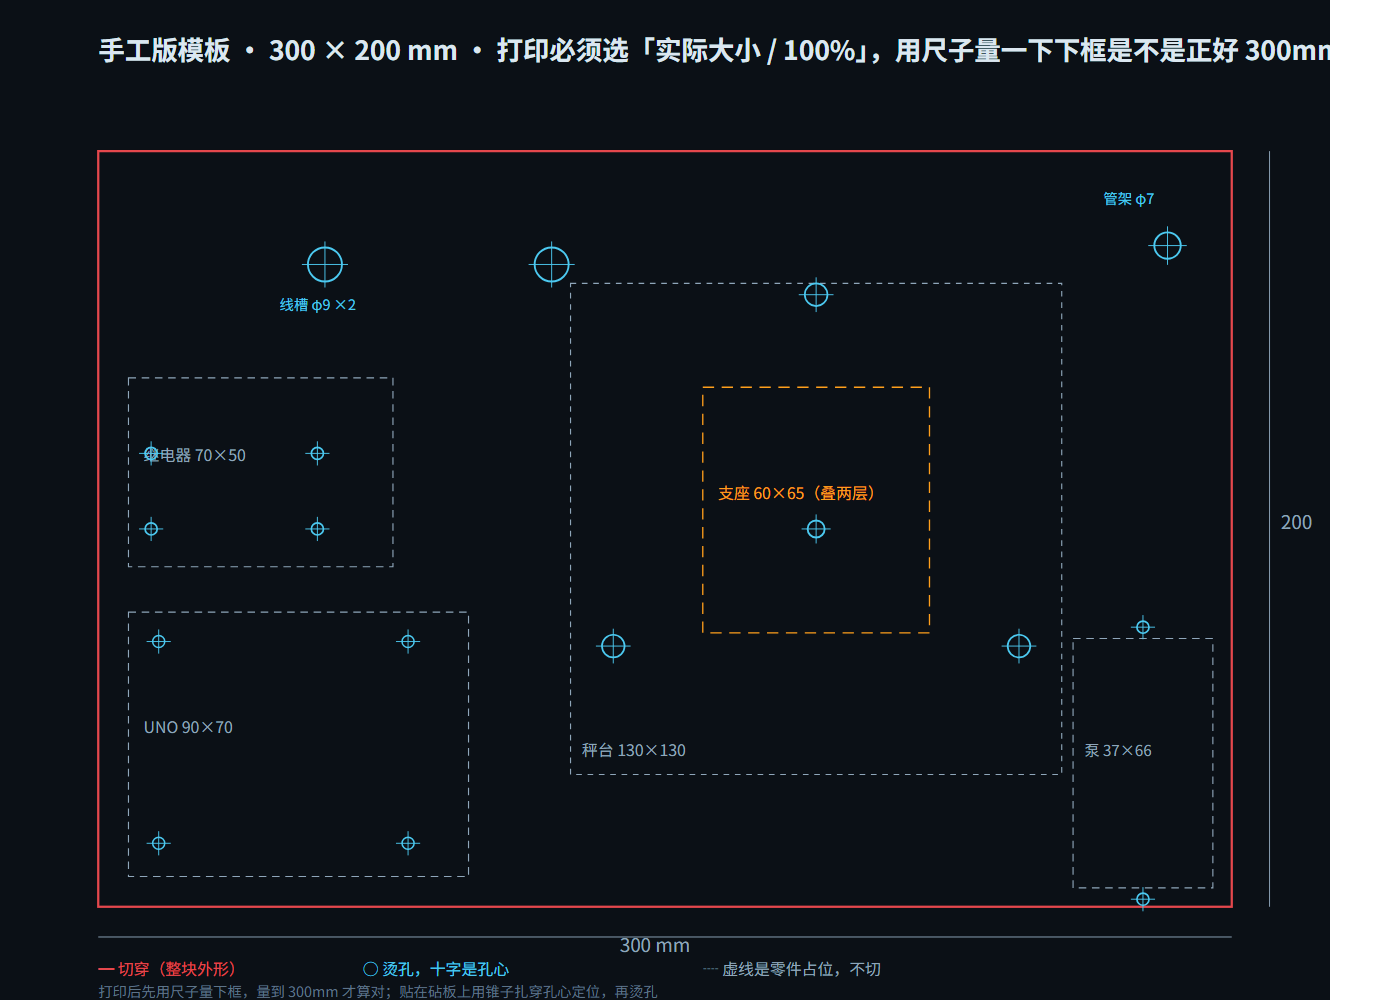 手工版模板 • 300 × 200 mm • 打印必须选「实际大小 / 100%」，用尺子量一下下框是不是正好 300mm
管架 φ7
线槽 φ9 ×2
继电器 70×50
支座 60×65（叠两层）
200
UNO 90×70
秤台 130×130
泵 37×66
300 mm
— 切穿（整块外形）
○ 烫孔，十字是孔心
┄ 虚线是零件占位，不切
打印后先用尺子量下框，量到 300mm 才算对；贴在砧板上用锥子扎穿孔心定位，再烫孔